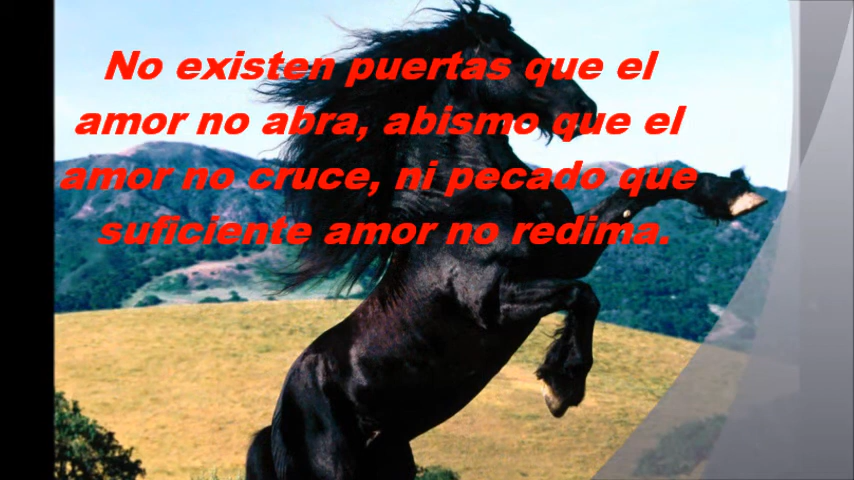 No existen puertas que el
amor no abra, abismo que el
amor no cruce, ni pecado que
suficiente amor no redima.